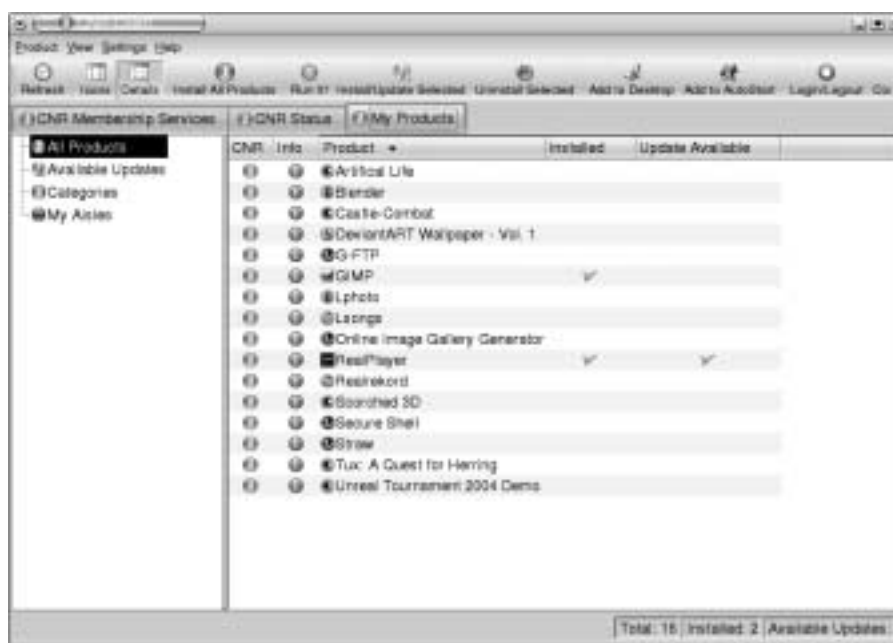 Product View Settings Help
Refresh Icons Details Install All Products Run It! Install/Update Selected Uninstall Selected Add to Desktop Add to AutoStart Login/Logout
CNR Membership Services CNR Status My Products
All Products
Available Updates
Categories
My Aisles
CNR Info Product Installed Update Available
Artifical Life
Blender
Castle-Combat
DeviantART Wallpaper - Vol. 1
G-FTP
GIMP
Lphoto
Lsongs
Online Image Gallery Generator
RealPlayer
Realrekord
Scorched 3D
Secure Shell
Straw
Tux: A Quest for Herring
Unreal Tournament 2004 Demo
Total: 16 Installed: 2 Available Updates